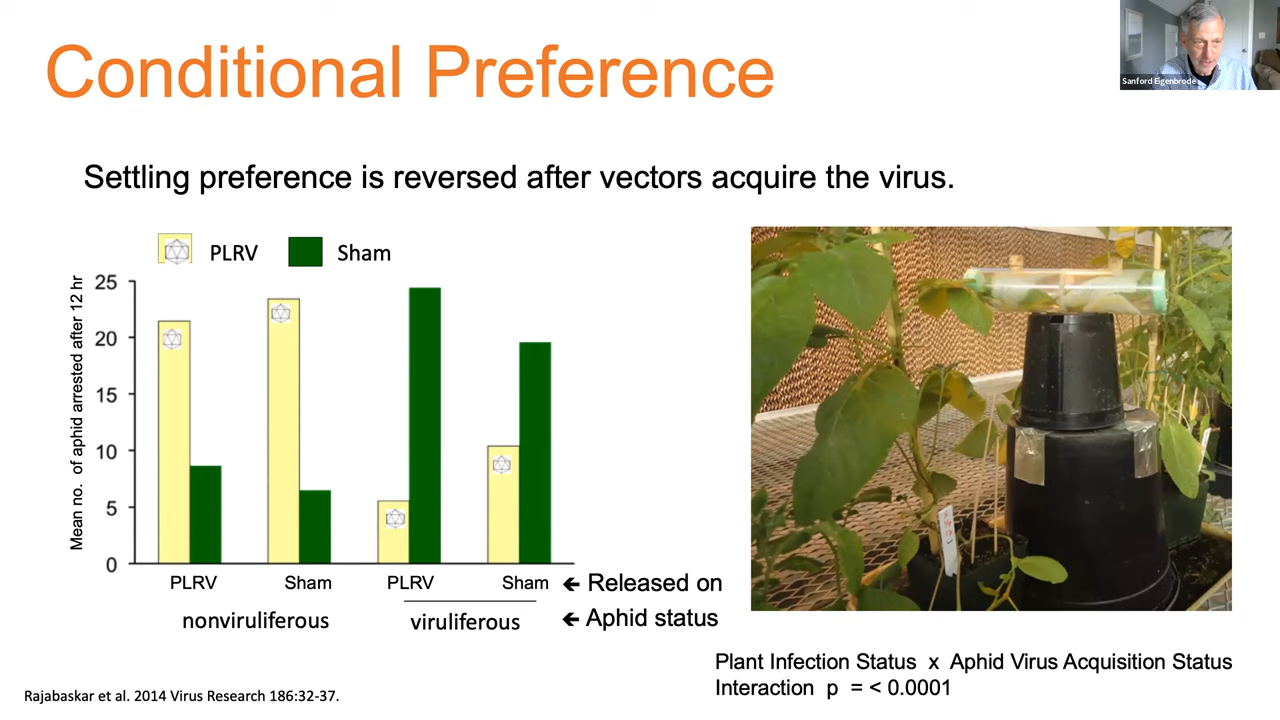 Conditional Preference
Sanford Eigenbrode
Settling preference is reversed after vectors acquire the virus.
PLRV Sham
Mean no. of aphid arrested after 12 hr
25
20
15
10
5
0
PLRV Sham PLRV Sham ← Released on
nonviruliferous viruliferous ← Aphid status
Plant Infection Status x Aphid Virus Acquisition Status
Interaction p = < 0.0001
Rajabaskar et al. 2014 Virus Research 186:32-37.